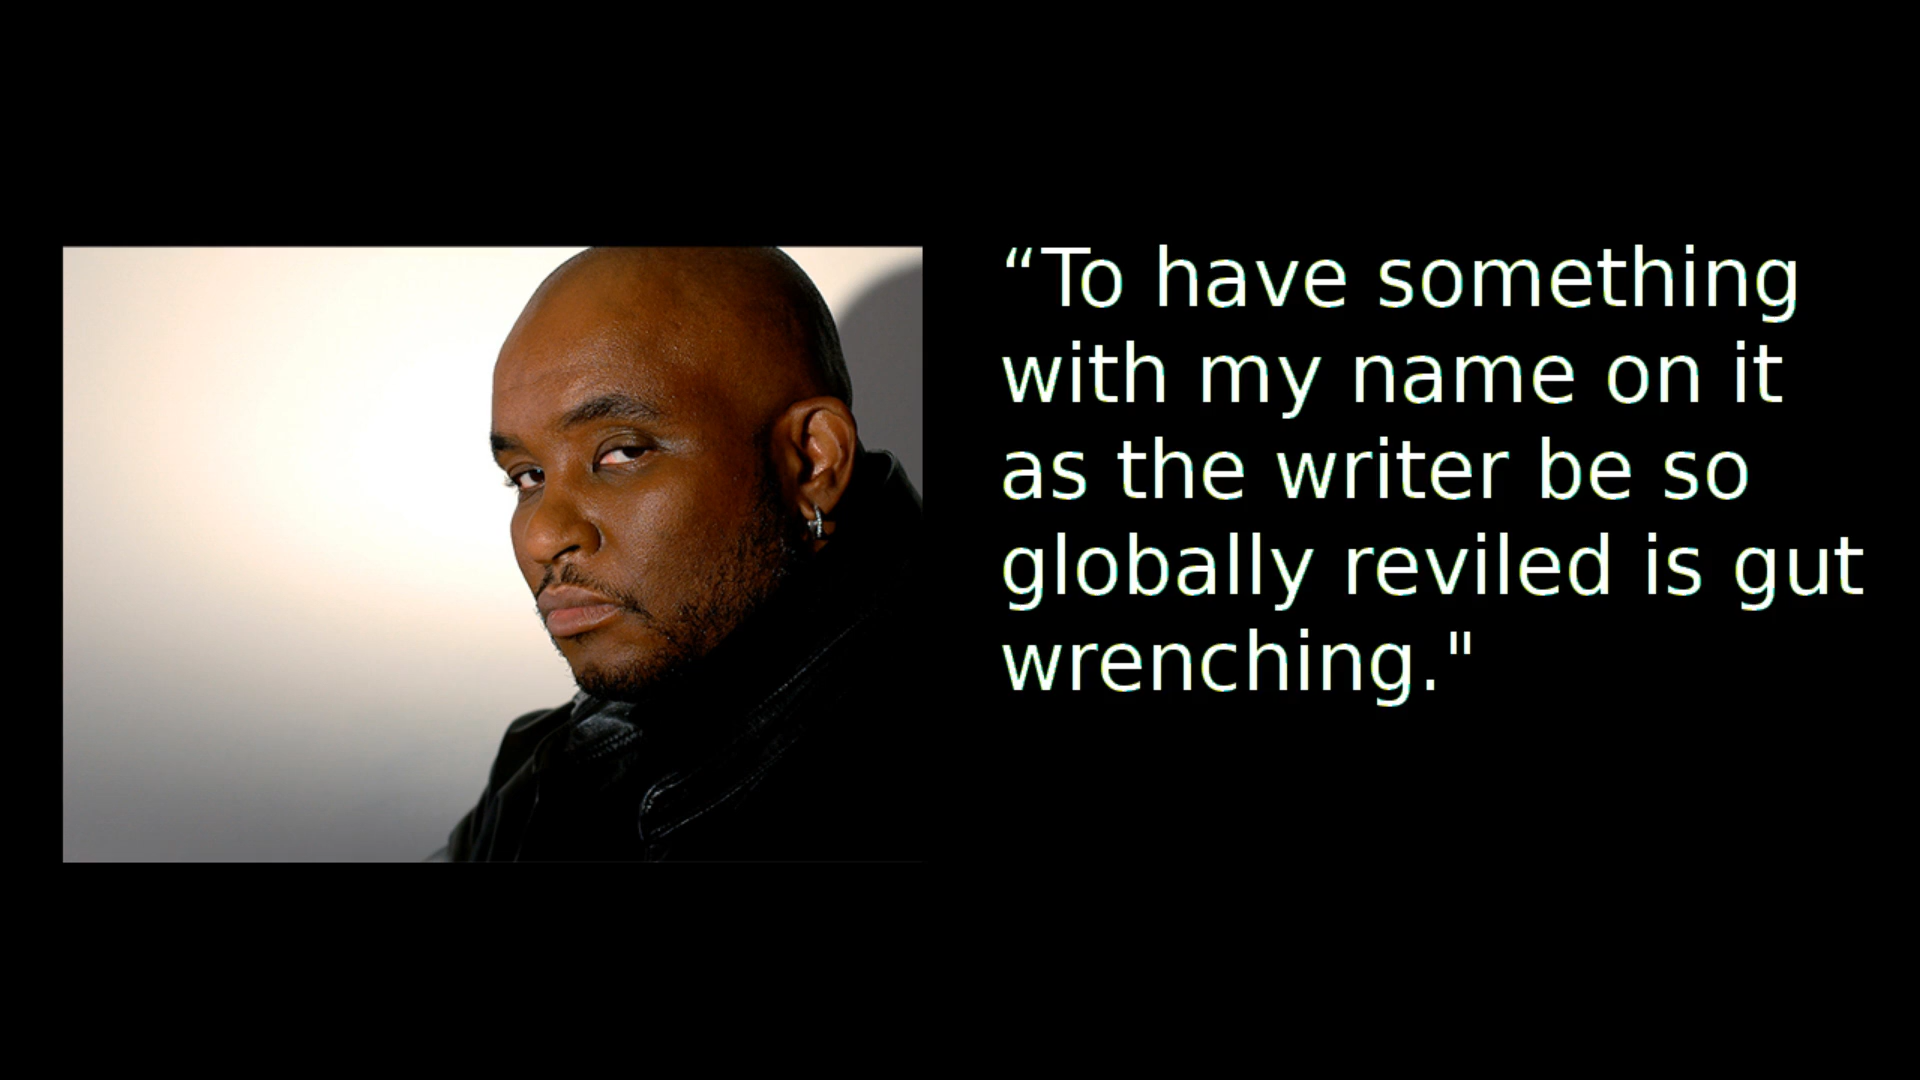 “To have something
with my name on it
as the writer be so
globally reviled is gut
wrenching."